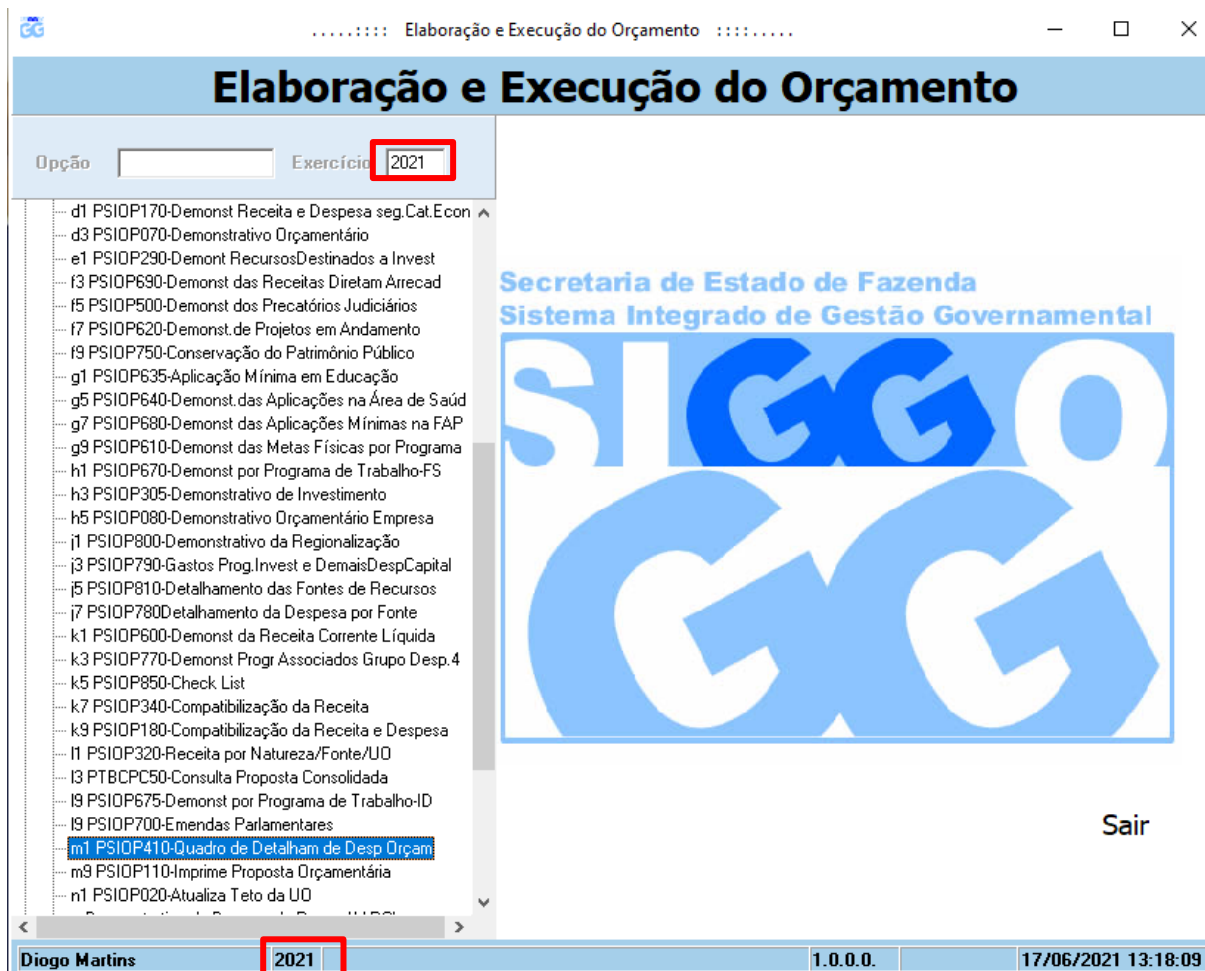 .....:::: Elaboração e Execução do Orçamento ::::.....
Elaboração e Execução do Orçamento
Opção Exercício 2021
d1 PSIOP170-Demonst Receita e Despesa seg.Cat.Econ
d3 PSIOP070-Demonstrativo Orçamentário
e1 PSIOP290-Demont RecursosDestinados a Invest
f3 PSIOP690-Demonst das Receitas Diretam Arrecad
f5 PSIOP500-Demonst dos Precatórios Judiciários
f7 PSIOP620-Demonst.de Projetos em Andamento
f9 PSIOP750-Conservação do Patrimônio Público
g1 PSIOP635-Aplicação Mínima em Educação
g5 PSIOP640-Demonst.das Aplicações na Área de Saúd
g7 PSIOP680-Demonst das Aplicações Mínimas na FAP
g9 PSIOP610-Demonst das Metas Físicas por Programa
h1 PSIOP670-Demonst por Programa de Trabalho-FS
h3 PSIOP305-Demonstrativo de Investimento
h5 PSIOP080-Demonstrativo Orçamentário Empresa
j1 PSIOP800-Demonstrativo da Regionalização
j3 PSIOP790-Gastos Prog.Invest e DemaisDespCapital
j5 PSIOP810-Detalhamento das Fontes de Recursos
j7 PSIOP780Detalhamento da Despesa por Fonte
k1 PSIOP600-Demonst da Receita Corrente Líquida
k3 PSIOP770-Demonst Progr Associados Grupo Desp.4
k5 PSIOP850-Check List
k7 PSIOP340-Compatibilização da Receita
k9 PSIOP180-Compatibilização da Receita e Despesa
l1 PSIOP320-Receita por Natureza/Fonte/UO
l3 PTBCPC50-Consulta Proposta Consolidada
l9 PSIOP675-Demonst por Programa de Trabalho-ID
l9 PSIOP700-Emendas Parlamentares
m1 PSIOP410-Quadro de Detalham de Desp Orçam
m9 PSIOP110-Imprime Proposta Orçamentária
n1 PSIOP020-Atualiza Teto da UO
Secretaria de Estado de Fazenda
Sistema Integrado de Gestão Governamental
SIGGO
GG
Sair
Diogo Martins 2021 1.0.0.0. 17/06/2021 13:18:09